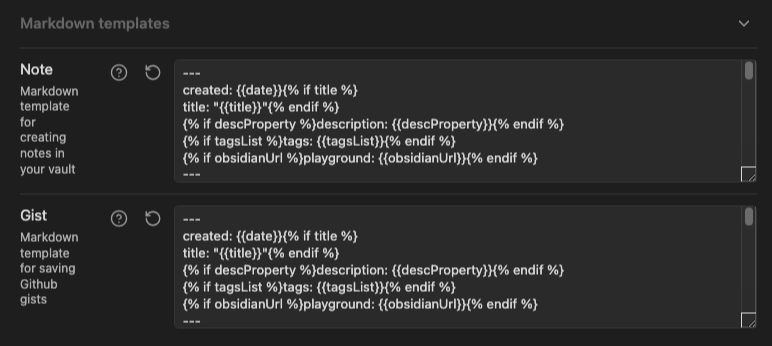 Markdown templates
Note
Markdown
template
for
creating
notes in
your vault
---
created: {{date}}{% if title %}
title: "{{title}}"{% endif %}
{% if descProperty %}description: {{descProperty}}{% endif %}
{% if tagsList %}tags: {{tagsList}}{% endif %}
{% if obsidianUrl %}playground: {{obsidianUrl}}{% endif %}
---
Gist
Markdown
template
for saving
Github
gists
---
created: {{date}}{% if title %}
title: "{{title}}"{% endif %}
{% if descProperty %}description: {{descProperty}}{% endif %}
{% if tagsList %}tags: {{tagsList}}{% endif %}
{% if obsidianUrl %}playground: {{obsidianUrl}}{% endif %}
---